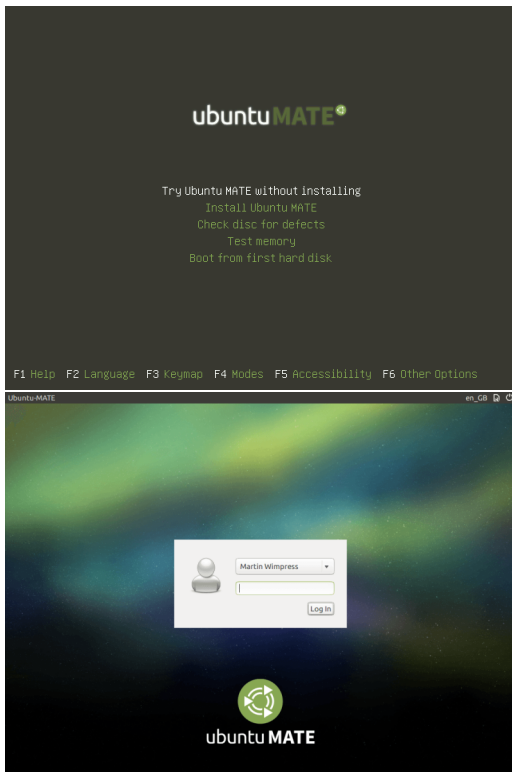 ubuntu MATE
Try Ubuntu MATE without installing
Install Ubuntu MATE
Check disc for defects
Test memory
Boot from first hard disk
F1 Help F2 Language F3 Keymap F4 Modes F5 Accessibility F6 Other Options
Ubuntu-MATE en_GB
Martin Wimpress
Log In
ubuntu MATE